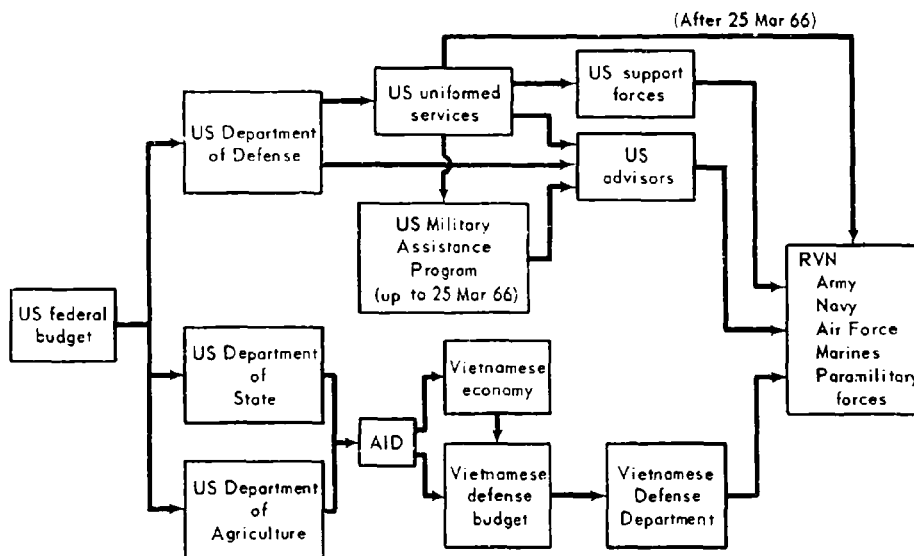 (After 25 Mar 66)
US uniformed
services
US support
forces
US Department
of Defense
US
advisors
US Military
Assistance
Program
(up to 25 Mar 66)
RVN
Army
Navy
Air Force
Marines
Paramilitary
forces
US federal
budget
US Department
of
State
Vietnamese
economy
AID
US Department
of
Agriculture
Vietnamese
defense
budget
Vietnamese
Defense
Department